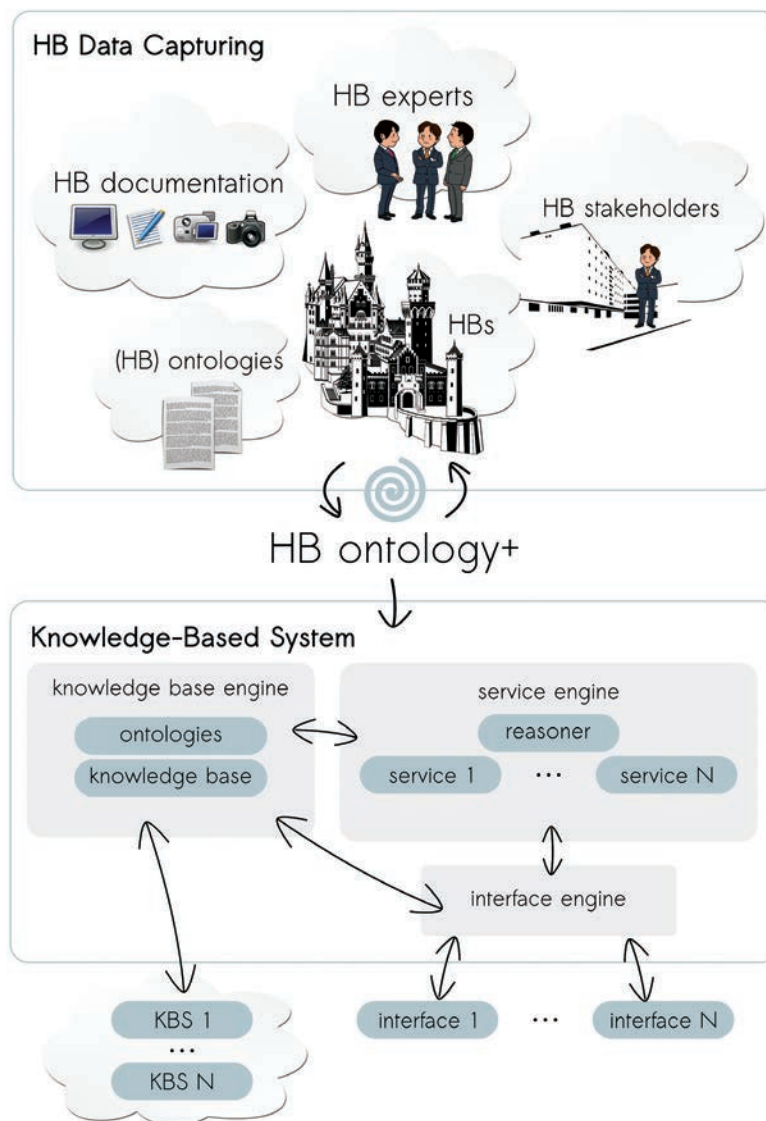 HB Data Capturing
HB experts
HB documentation
HB stakeholders
HBs
(HB) ontologies
HB ontology+
Knowledge-Based System
knowledge base engine
service engine
ontologies
reasoner
knowledge base
service 1
...
service N
interface engine
KBS 1
...
KBS N
interface 1
...
interface N